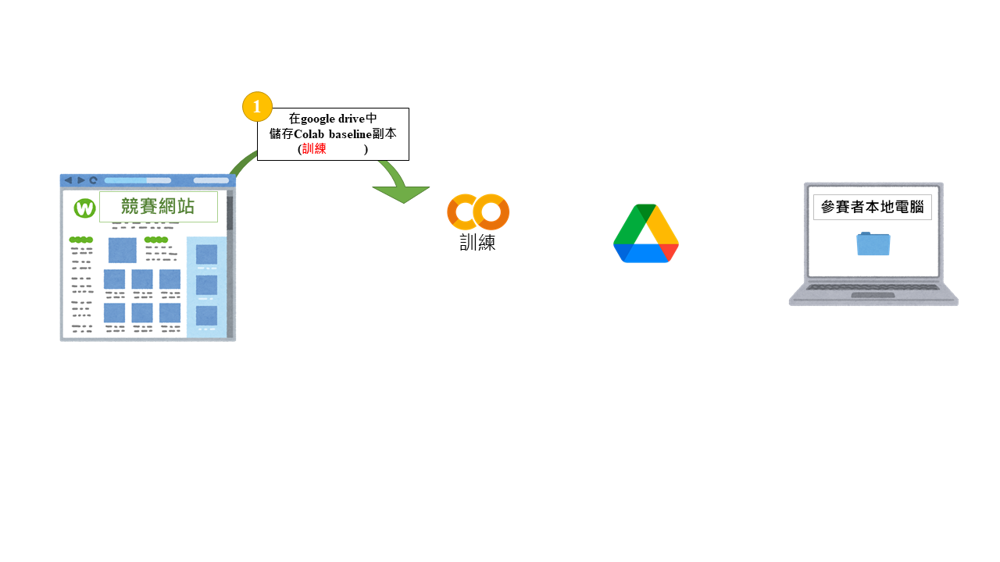 1
在google drive中
儲存Colab baseline副本
(訓練 )
W
競賽網站
訓練
參賽者本地電腦